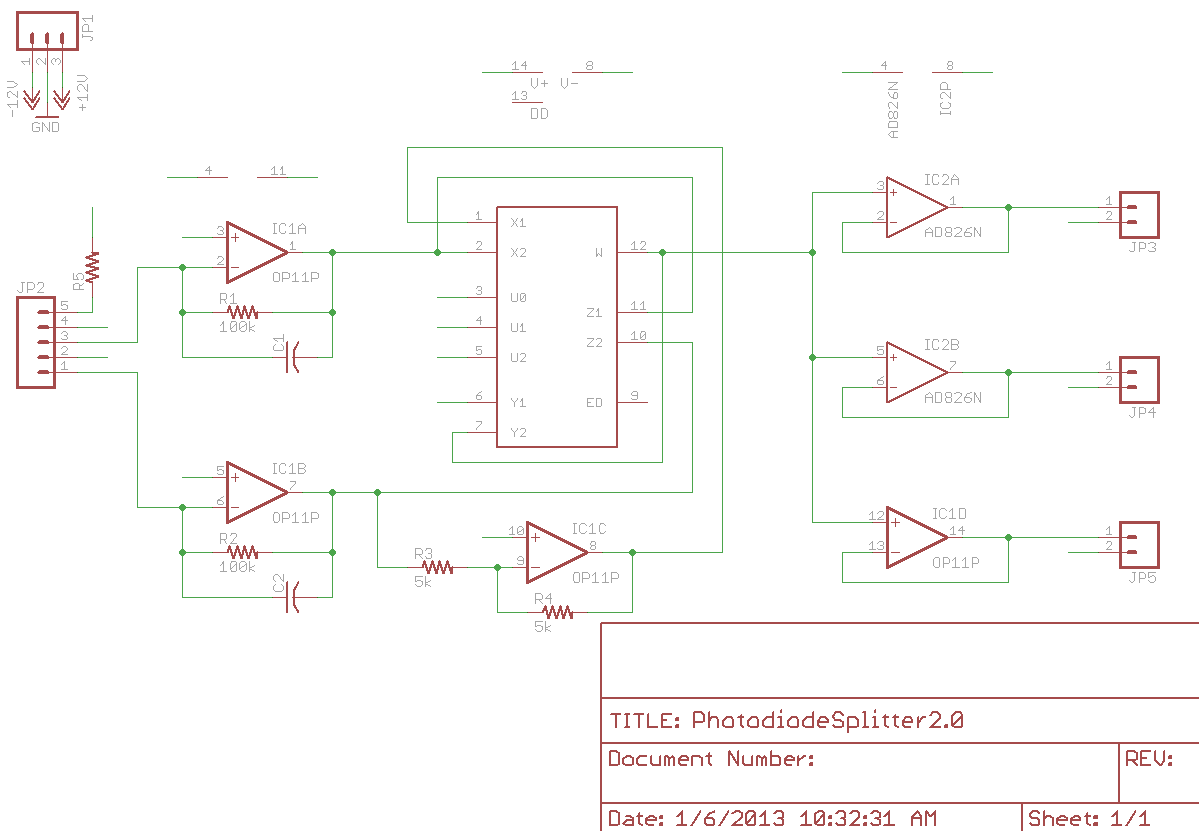 JP1
1 2 3
-12V
+12V
GND
14 8
V+ V-
13
DD
4 8
AD826N
IC2P
4 11
3
IC1A
2
1
OP11P
R1
100k
C1
R5
JP2
5
4
3
2
1
1 X1
2 X2
3 U0
4 U1
5 U2
6 Y1
7 Y2
W 12
Z1 11
Z2 10
ED 9
3
IC2A
2
1
AD826N
1
2
JP3
5
IC2B
6
7
AD826N
1
2
JP4
12
IC1D
13
14
OP11P
1
2
JP5
5
IC1B
6
7
OP11P
R2
100k
C2
R3
5k
10
IC1C
9
8
OP11P
R4
5k
TITLE: PhotodiodeSplitter2.0
Document Number:
REV:
Date: 1/6/2013 10:32:31 AM
Sheet: 1/1